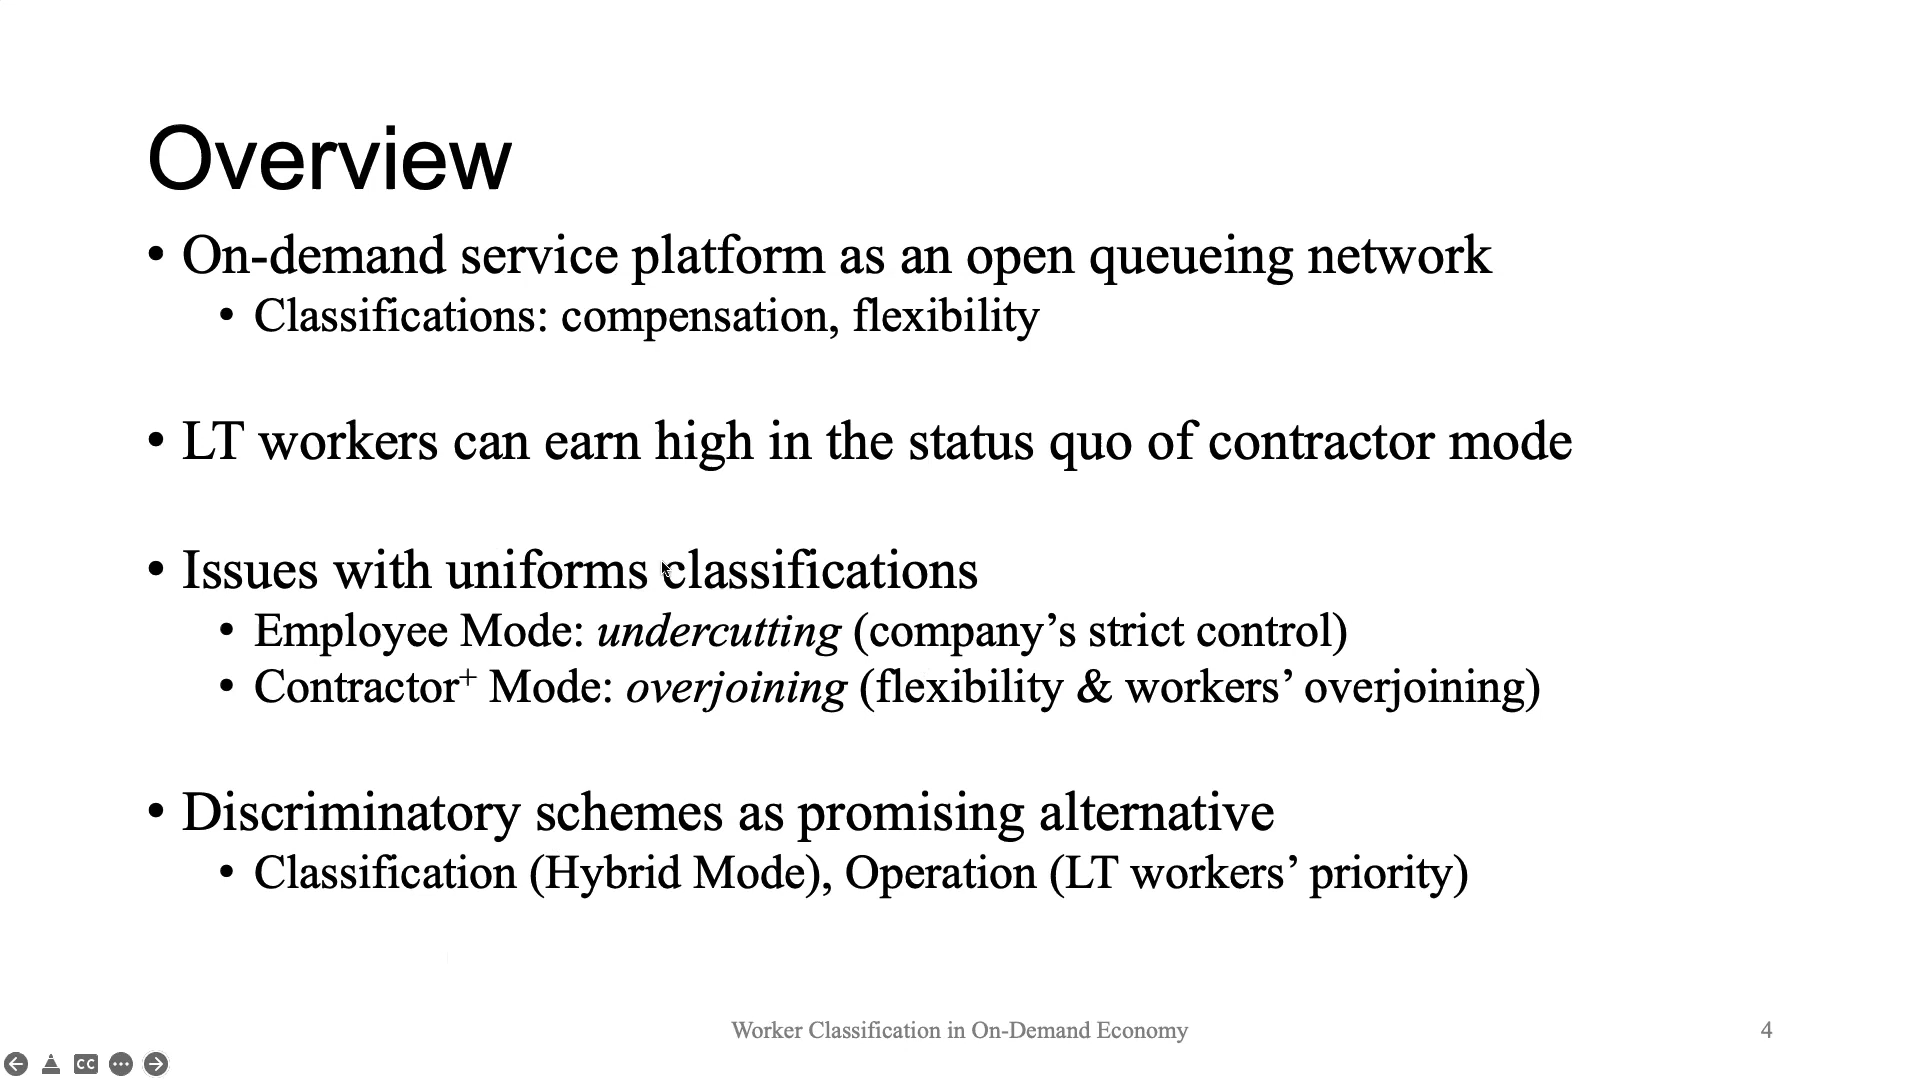 Overview
• On-demand service platform as an open queueing network
• Classifications: compensation, flexibility
• LT workers can earn high in the status quo of contractor mode
• Issues with uniforms classifications
• Employee Mode: undercutting (company’s strict control)
• Contractor⁺ Mode: overjoining (flexibility & workers’ overjoining)
• Discriminatory schemes as promising alternative
• Classification (Hybrid Mode), Operation (LT workers’ priority)
Worker Classification in On-Demand Economy
4
CC